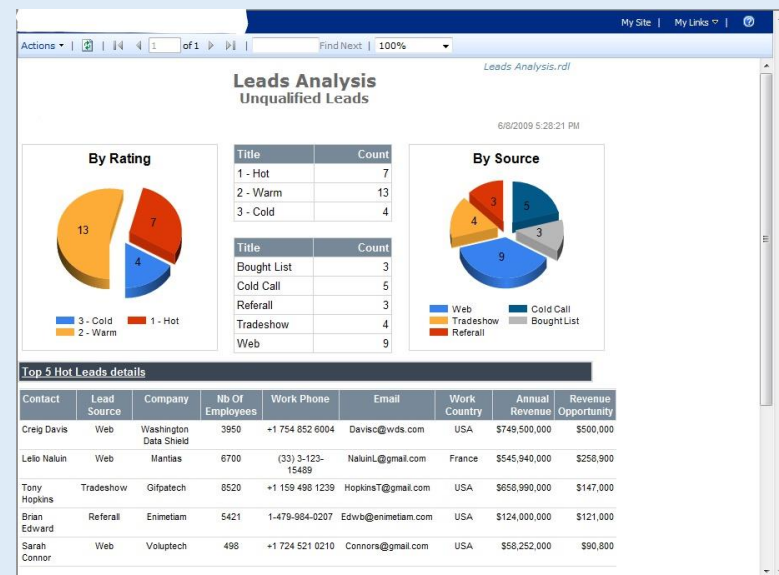 My Site | My Links |
Actions | 1 of 1 | Find Next | 100%
Leads Analysis.rdl
Leads Analysis
Unqualified Leads
6/8/2009 5:28:21 PM
By Rating
13
7
4
3 - Cold 1 - Hot
2 - Warm
Title Count
1 - Hot 7
2 - Warm 13
3 - Cold 4
Title Count
Bought List 3
Cold Call 5
Referall 3
Tradeshow 4
Web 9
By Source
3
5
4
3
9
Web Cold Call
Tradeshow Bought List
Referall
Top 5 Hot Leads details
Contact Lead Source Company Nb Of Employees Work Phone Email Work Country Annual Revenue Revenue Opportunity
Creig Davis Web Washington Data Shield 3950 +1 754 852 6004 Davisc@wds.com USA $749,500,000 $500,000
Lelio Naluin Web Mantias 6700 (33) 3-123-15489 NaluinL@gmail.com France $545,940,000 $258,900
Tony Hopkins Tradeshow Gifpatech 8520 +1 159 498 1239 HopkinsT@gmail.com USA $658,990,000 $147,000
Brian Edward Referall Enimetiam 5421 1-479-984-0207 Edwb@enimetiam.com USA $124,000,000 $121,000
Sarah Connor Web Voluptech 498 +1 724 521 0210 Connors@gmail.com USA $58,252,000 $90,800